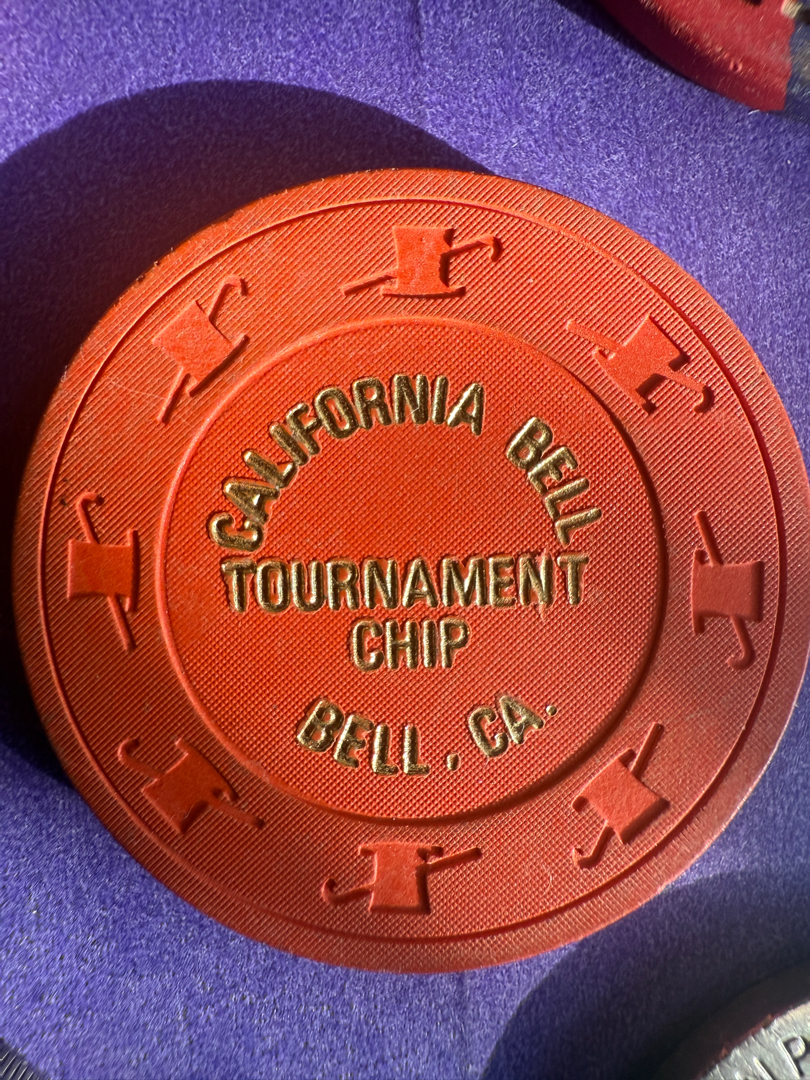 CALIFORNIA BELL
TOURNAMENT
CHIP
BELL, CA.